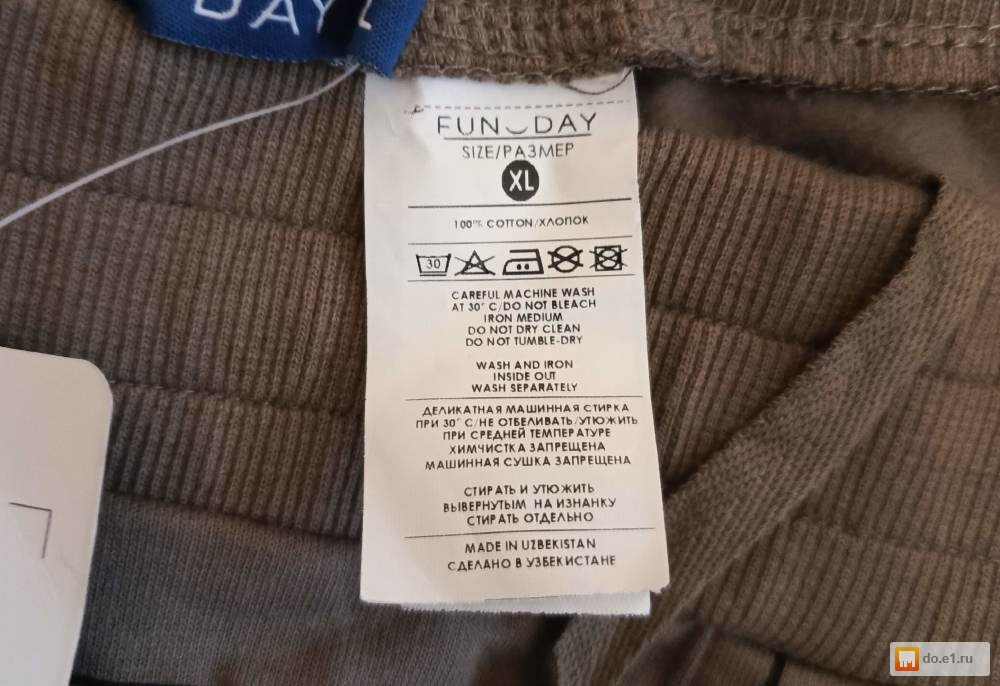 DAY
FUN DAY
SIZE/РАЗМЕР
XL
100% COTTON/ХЛОПОК
30
CAREFUL MACHINE WASH
AT 30° C/DO NOT BLEACH
IRON MEDIUM
DO NOT DRY CLEAN
DO NOT TUMBLE-DRY
WASH AND IRON
INSIDE OUT
WASH SEPARATELY
ДЕЛИКАТНАЯ МАШИННАЯ СТИРКА
ПРИ 30° С/НЕ ОТБЕЛИВАТЬ/УТЮЖИТЬ
ПРИ СРЕДНЕЙ ТЕМПЕРАТУРЕ
ХИМЧИСТКА ЗАПРЕЩЕНА
МАШИННАЯ СУШКА ЗАПРЕЩЕНА
СТИРАТЬ И УТЮЖИТЬ
ВЫВЕРНУТЫМ НА ИЗНАНКУ
СТИРАТЬ ОТДЕЛЬНО
MADE IN UZBEKISTAN
СДЕЛАНО В УЗБЕКИСТАНЕ
do.e1.ru